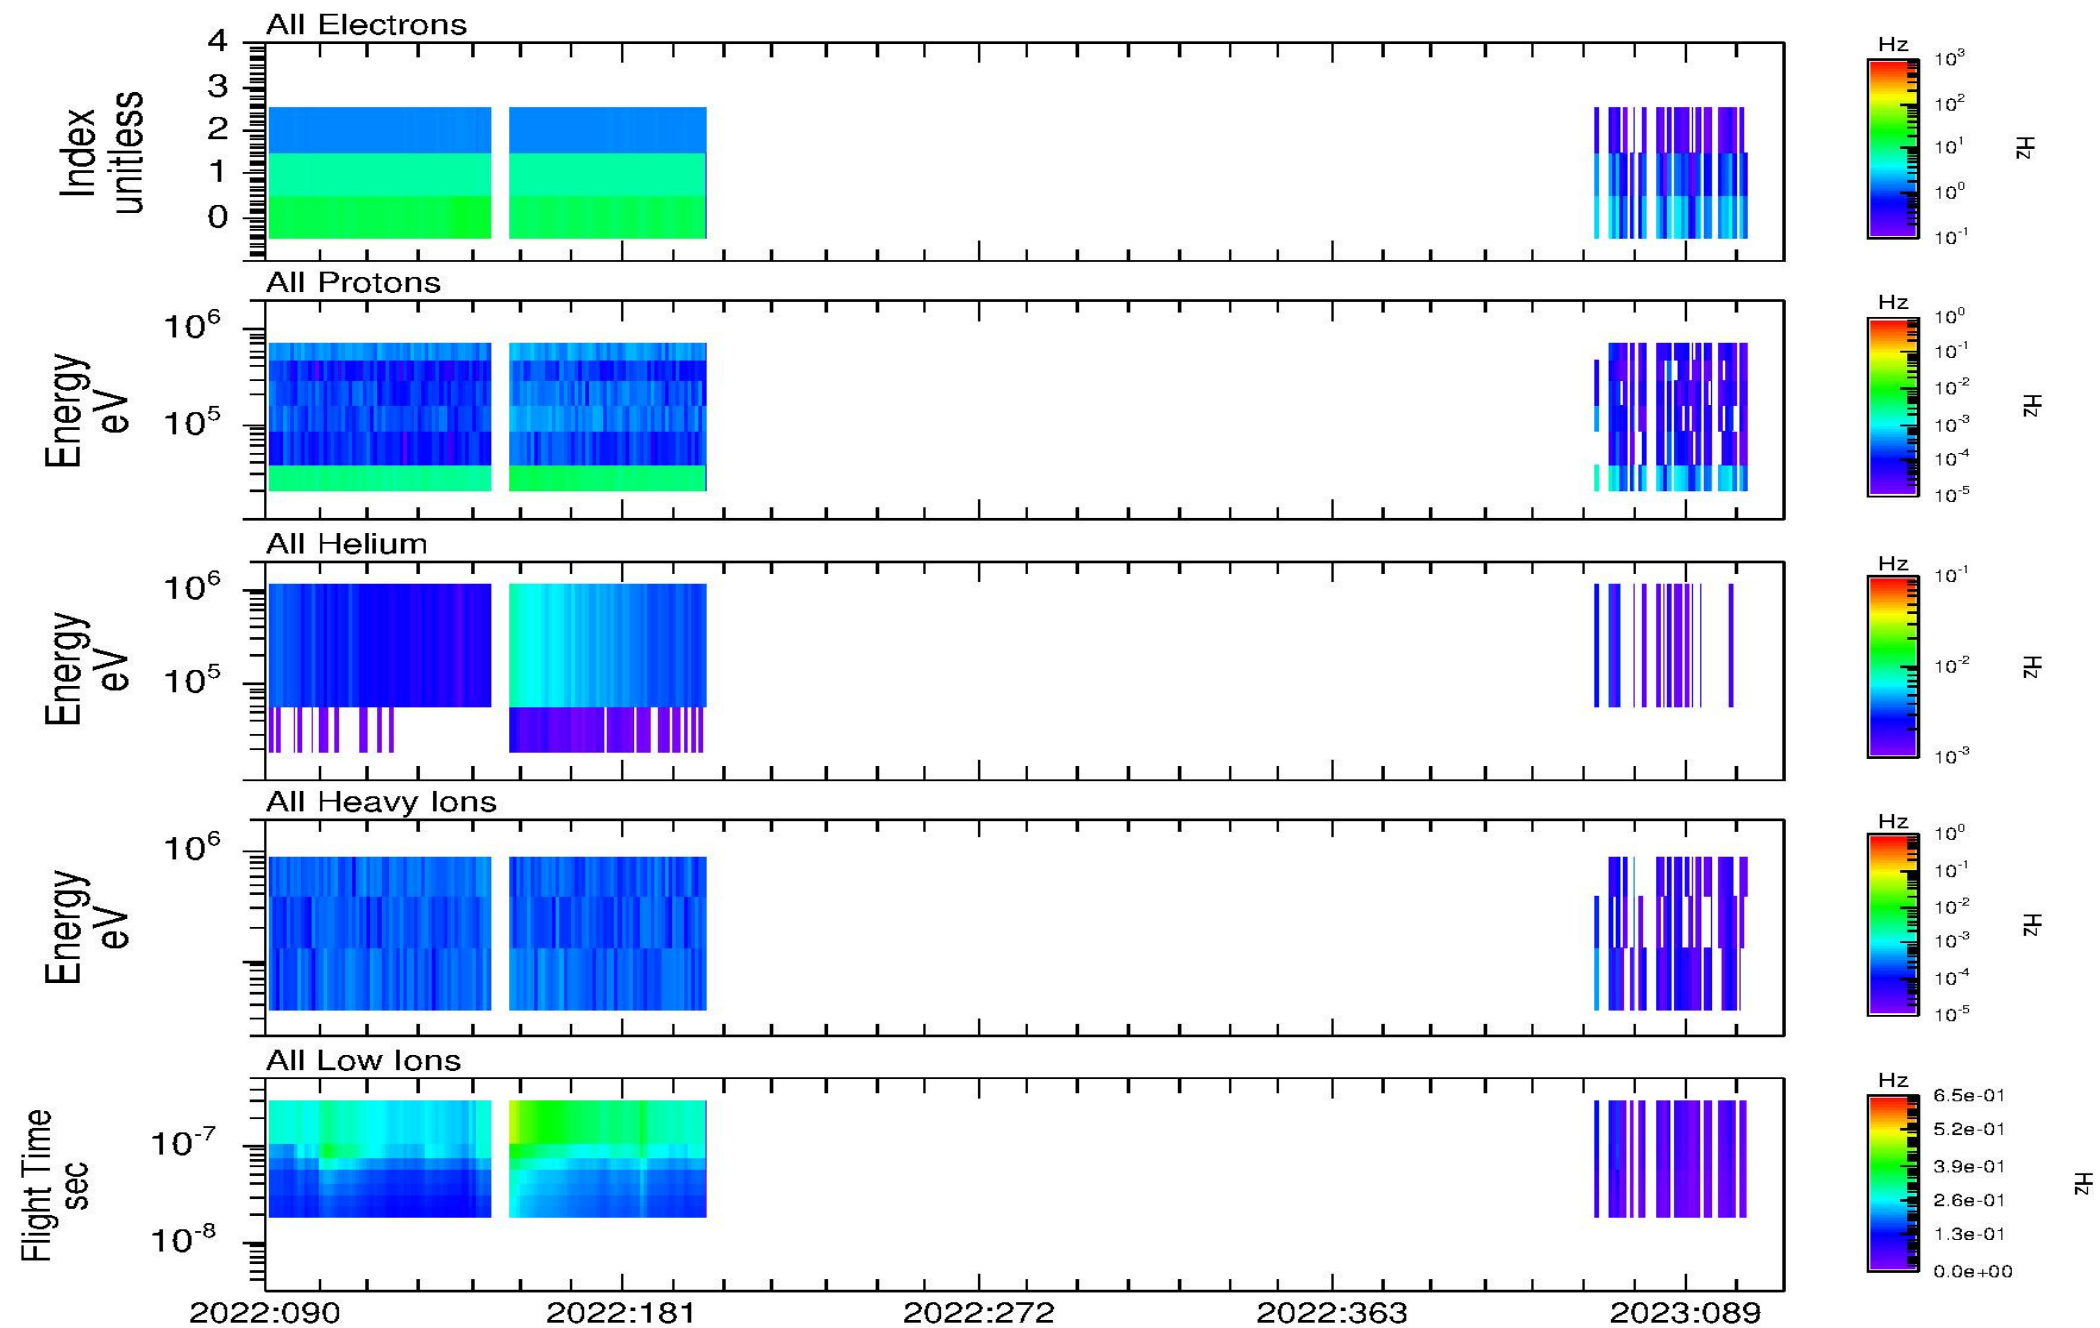 All Electrons
4
3
2
1
0
Index
unitless
Hz
10³
10²
10¹
10⁰
10⁻¹
Hz
All Protons
10⁶
10⁵
Energy
eV
Hz
10⁰
10⁻¹
10⁻²
10⁻³
10⁻⁴
10⁻⁵
Hz
All Helium
10⁶
10⁵
Energy
eV
Hz
10⁻¹
10⁻²
10⁻³
Hz
All Heavy Ions
10⁶
Energy
eV
Hz
10⁰
10⁻¹
10⁻²
10⁻³
10⁻⁴
10⁻⁵
Hz
All Low Ions
10⁻⁷
10⁻⁸
Flight Time
sec
Hz
6.5e-01
5.2e-01
3.9e-01
2.6e-01
1.3e-01
0.0e+00
Hz
2022:090 2022:181 2022:272 2022:363 2023:089